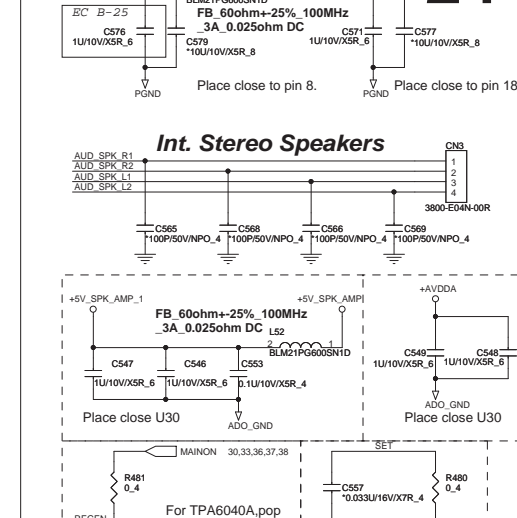 BLM21PG600SN1D
EC B-25
FB_60ohm+-25%_100MHz
_3A_0.025ohm DC
C576
1U/10V/X5R_6
C579
*10U/10V/X5R_8
C571
1U/10V/X5R_6
C577
*10U/10V/X5R_8
PGND
Place close to pin 8.
PGND
Place close to pin 18
Int. Stereo Speakers
AUD_SPK_R1
AUD_SPK_R2
AUD_SPK_L1
AUD_SPK_L2
CN3
1
2
3
4
3800-E04N-00R
C565
*100P/50V/NPO_4
C568
*100P/50V/NPO_4
C566
*100P/50V/NPO_4
C569
*100P/50V/NPO_4
+5V_SPK_AMP_1
+5V_SPK_AMP
FB_60ohm+-25%_100MHz
_3A_0.025ohm DC
L52
2
1
BLM21PG600SN1D
C547
1U/10V/X5R_6
C546
1U/10V/X5R_6
C553
0.1U/10V/X5R_4
Place close U30
ADO_GND
+AVDDA
C549
1U/10V/X5R_6
C548
1U/10V/X5R_6
ADO_GND
Place close U30
MAINON 30,33,36,37,38
R481
0_4
For TPA6040A,pop
SET
C557
*0.033U/16V/X7R_4
R480
0_4